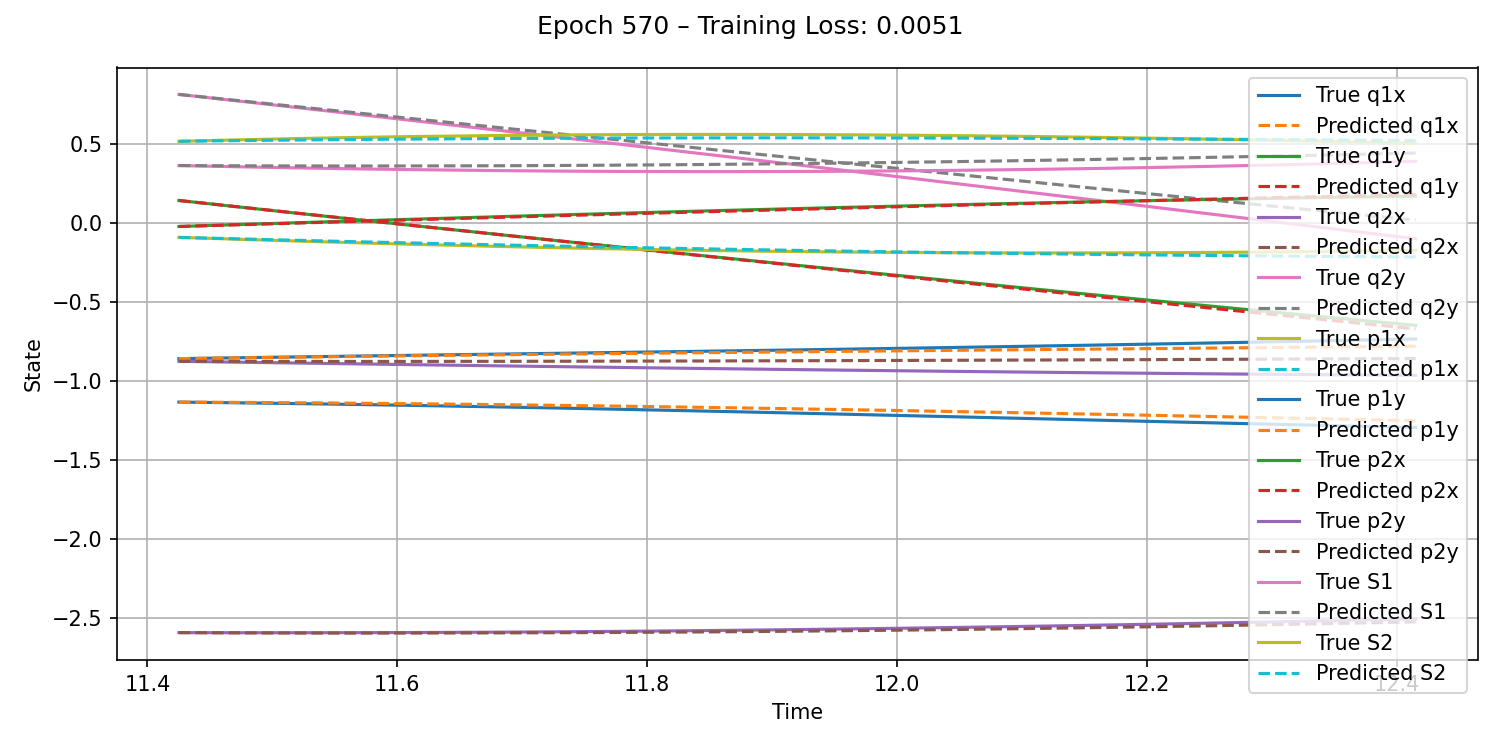 Epoch 570 – Training Loss: 0.0051
State
0.5
0.0
−0.5
−1.0
−1.5
−2.0
−2.5
11.4
11.6
11.8
12.0
12.2
12.4
Time
True q1x
Predicted q1x
True q1y
Predicted q1y
True q2x
Predicted q2x
True q2y
Predicted q2y
True p1x
Predicted p1x
True p1y
Predicted p1y
True p2x
Predicted p2x
True p2y
Predicted p2y
True S1
Predicted S1
True S2
Predicted S2